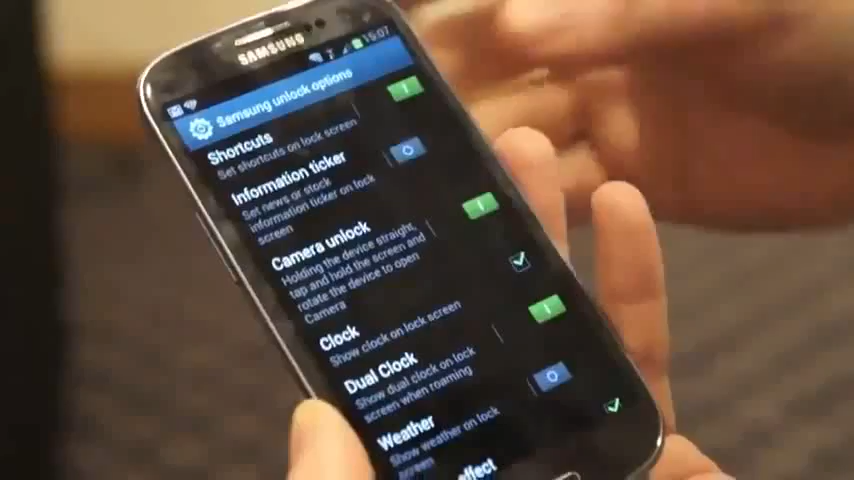 SAMSUNG
15:07
Samsung unlock options
Shortcuts
Set shortcuts on lock screen
Information ticker
Set news or stock
information ticker on lock
screen
Camera unlock
Holding the device straight,
tap and hold the screen and
rotate the device to open
Camera
Clock
Show clock on lock screen
Dual Clock
Show dual clock on lock
screen when roaming
Weather
Show weather on lock
screen
effect